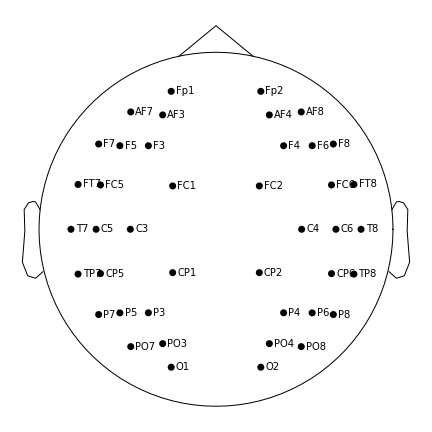 Fp1 Fp2
AF7 AF3 AF4 AF8
F7 F5 F3 F4 F6 F8
FT7 FC5 FC1 FC2 FC6 FT8
T7 C5 C3 C4 C6 T8
TP7 CP5 CP1 CP2 CP6 TP8
P7 P5 P3 P4 P6 P8
PO7 PO3 PO4 PO8
O1 O2